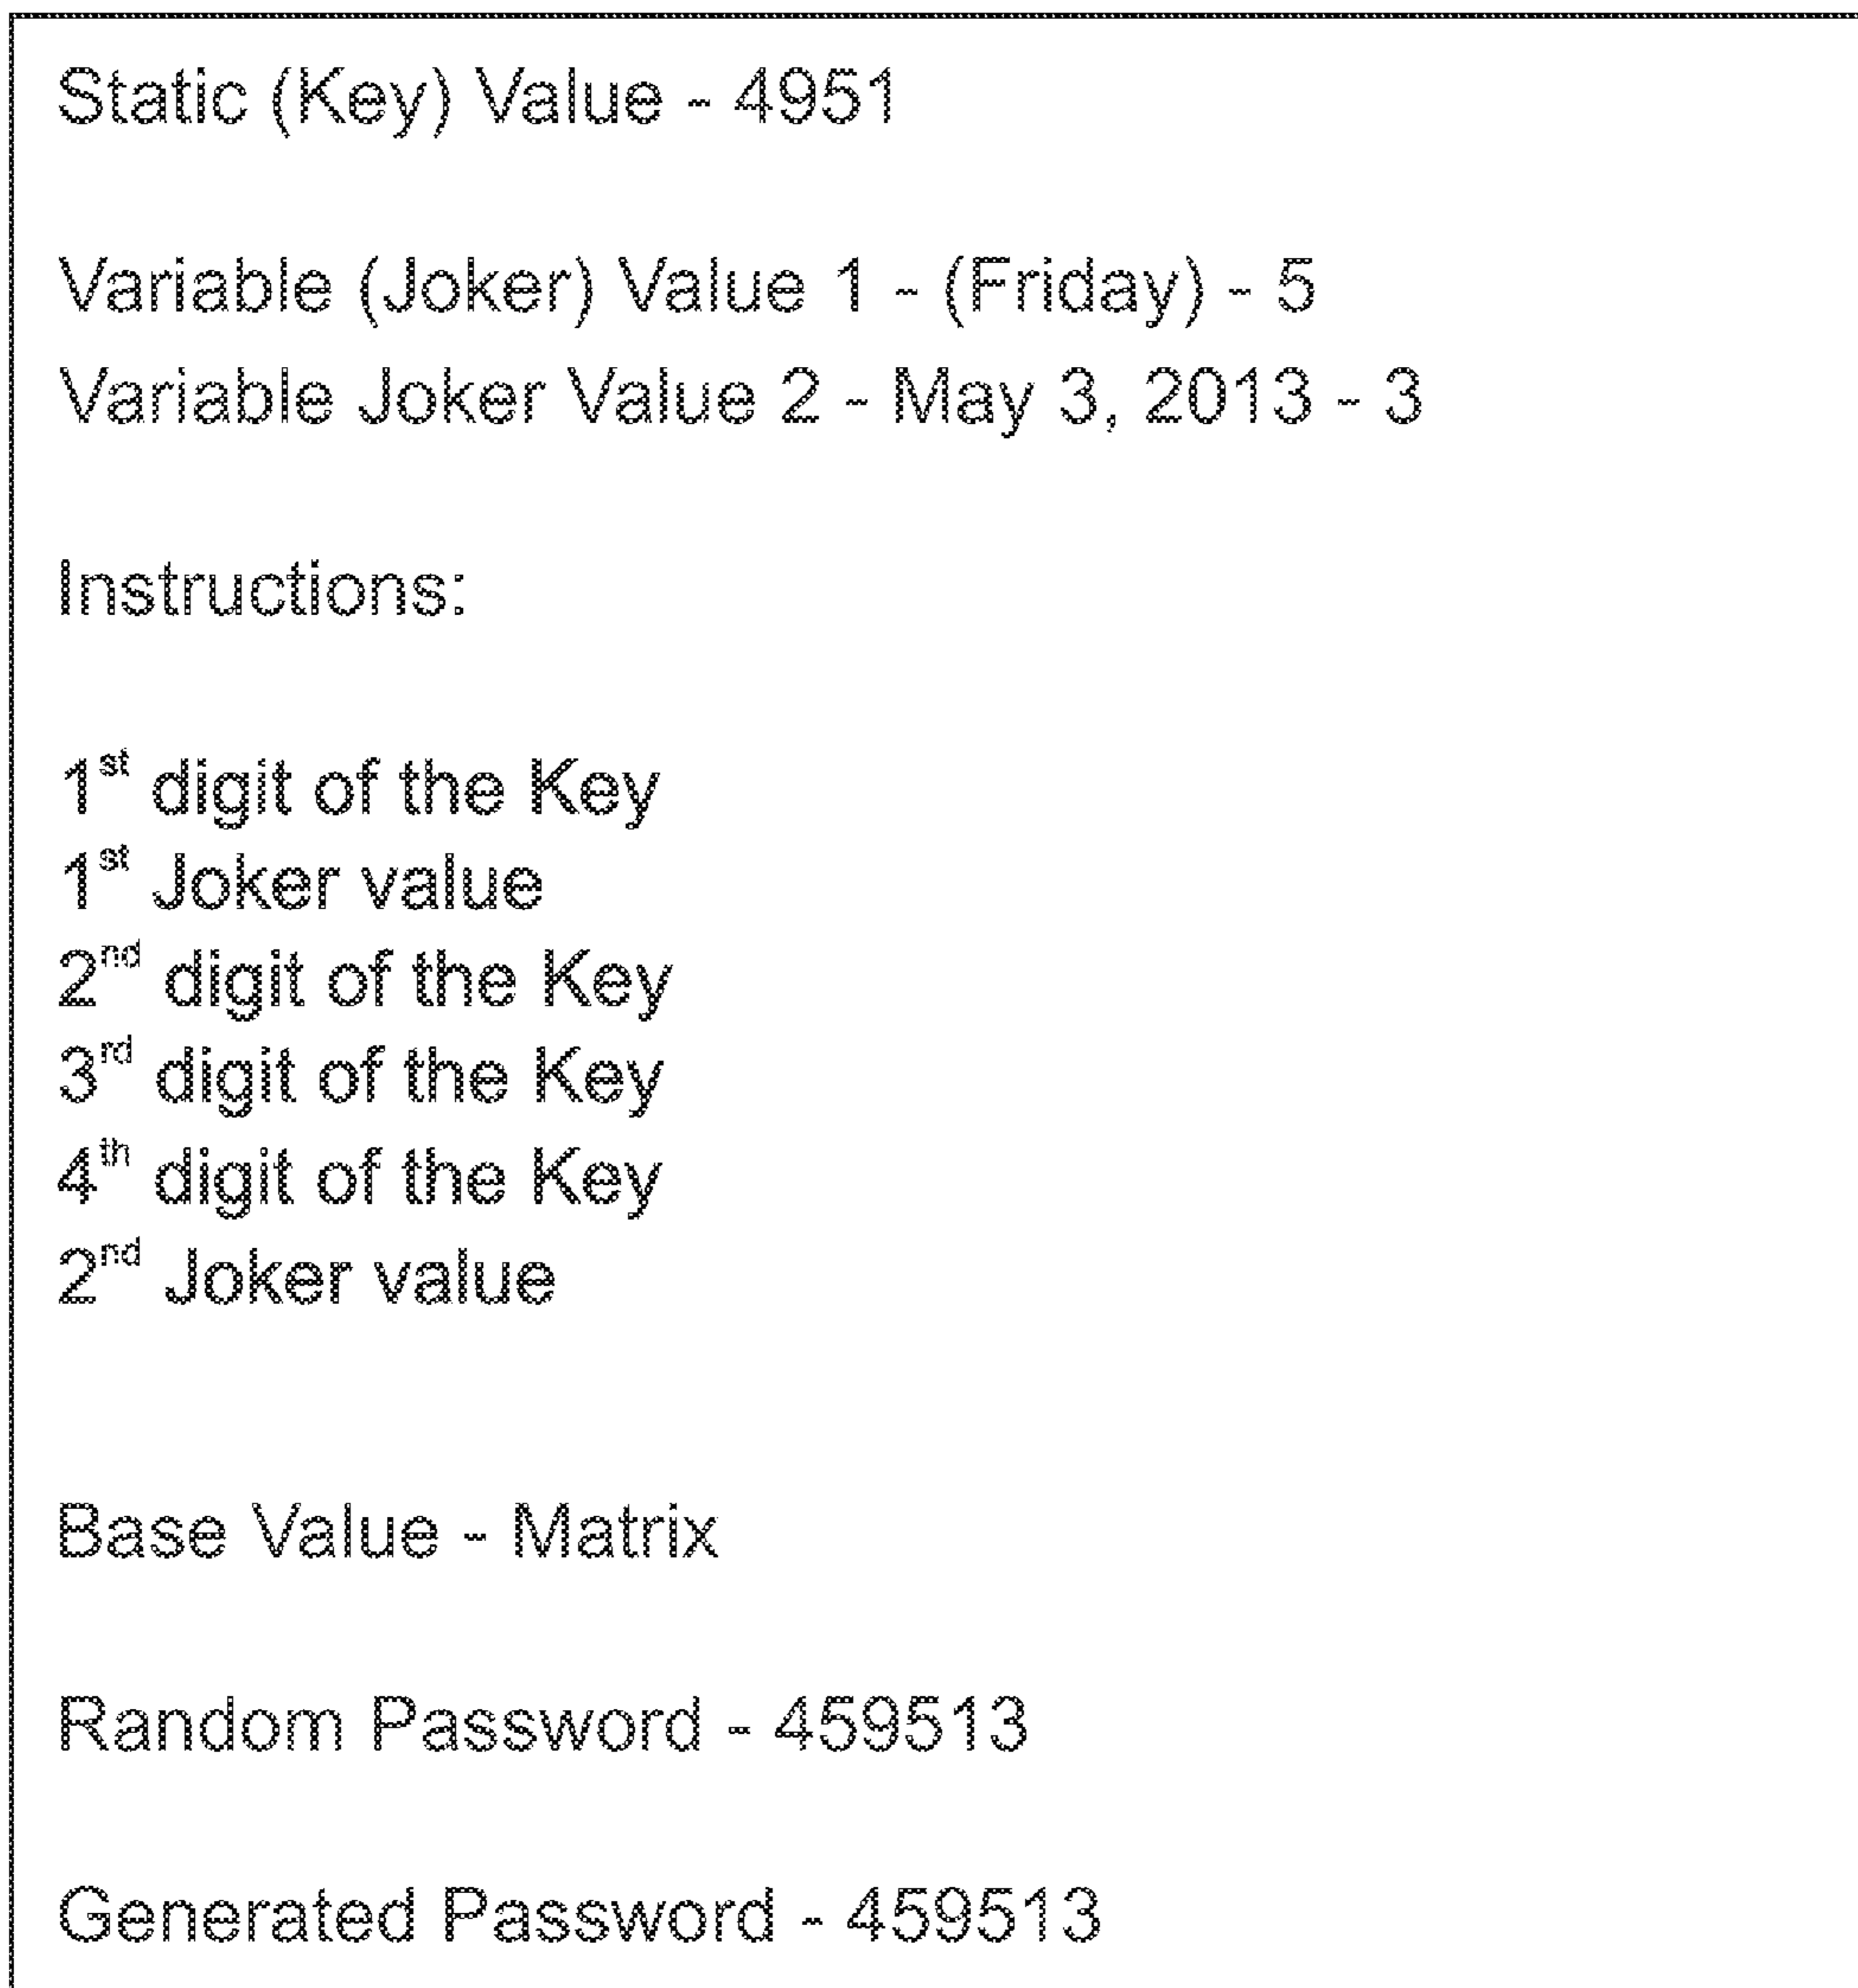 Static (Key) Value - 4951
Variable (Joker) Value 1 - (Friday) - 5
Variable Joker Value 2 - May 3, 2013 - 3
Instructions:
1st digit of the Key
1st Joker value
2nd digit of the Key
3rd digit of the Key
4th digit of the Key
2nd Joker value
Base Value - Matrix
Random Password - 459513
Generated Password - 459513